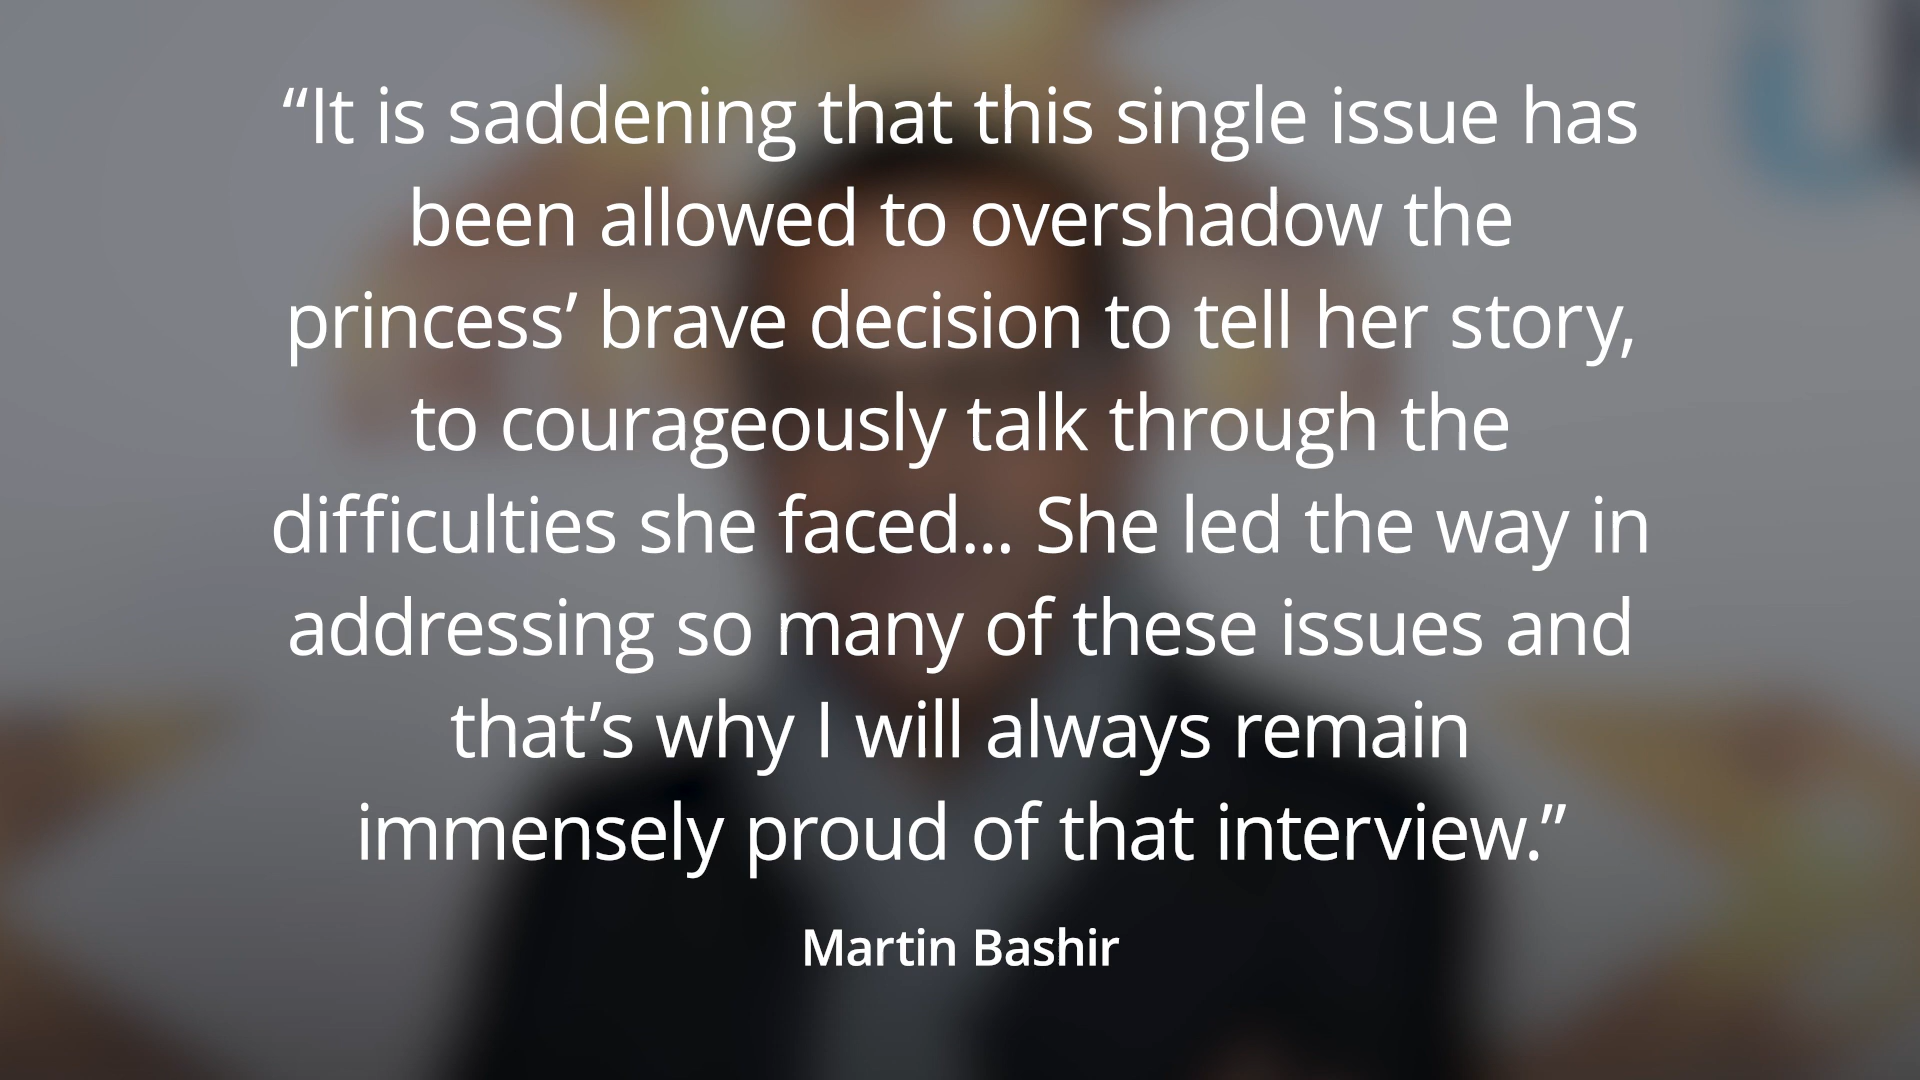 “It is saddening that this single issue has
been allowed to overshadow the
princess’ brave decision to tell her story,
to courageously talk through the
difficulties she faced... She led the way in
addressing so many of these issues and
that’s why I will always remain
immensely proud of that interview.”
Martin Bashir